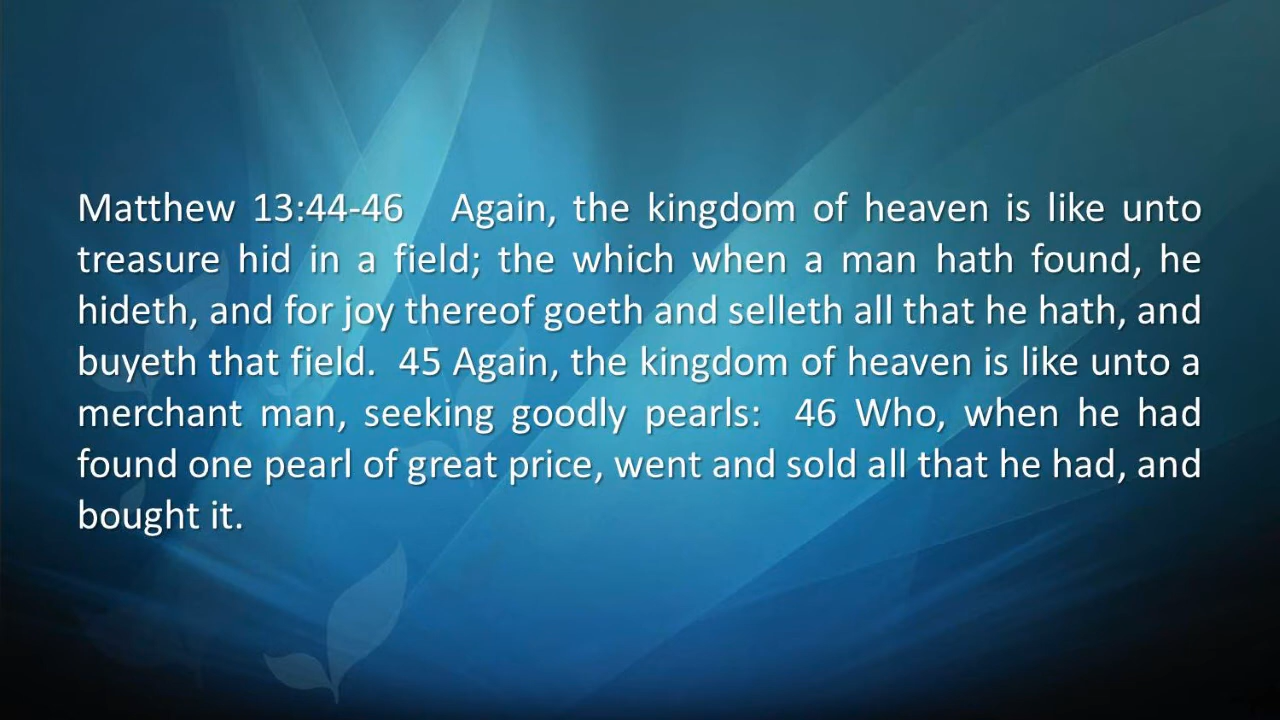 Matthew 13:44-46   Again, the kingdom of heaven is like unto
treasure hid in a field; the which when a man hath found, he
hideth, and for joy thereof goeth and selleth all that he hath, and
buyeth that field.  45 Again, the kingdom of heaven is like unto a
merchant man, seeking goodly pearls:  46 Who, when he had
found one pearl of great price, went and sold all that he had, and
bought it.